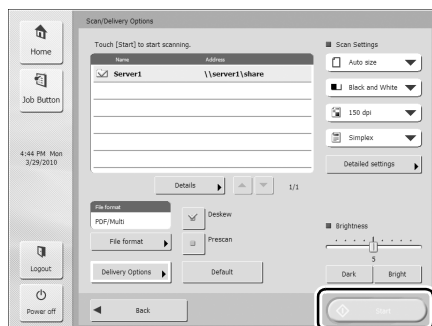 Scan/Delivery Options
Home
Job Button
4:44 PM Mon
3/29/2010
Logout
Power off
Touch [Start] to start scanning.
Name Address
Server1 \\server1\share
Details
1/1
File format
PDF/Multi
File format
Delivery Options
Deskew
Prescan
Default
Back
Scan Settings
Auto size
Black and White
150 dpi
Simplex
Detailed settings
Brightness
5
Dark Bright
Start